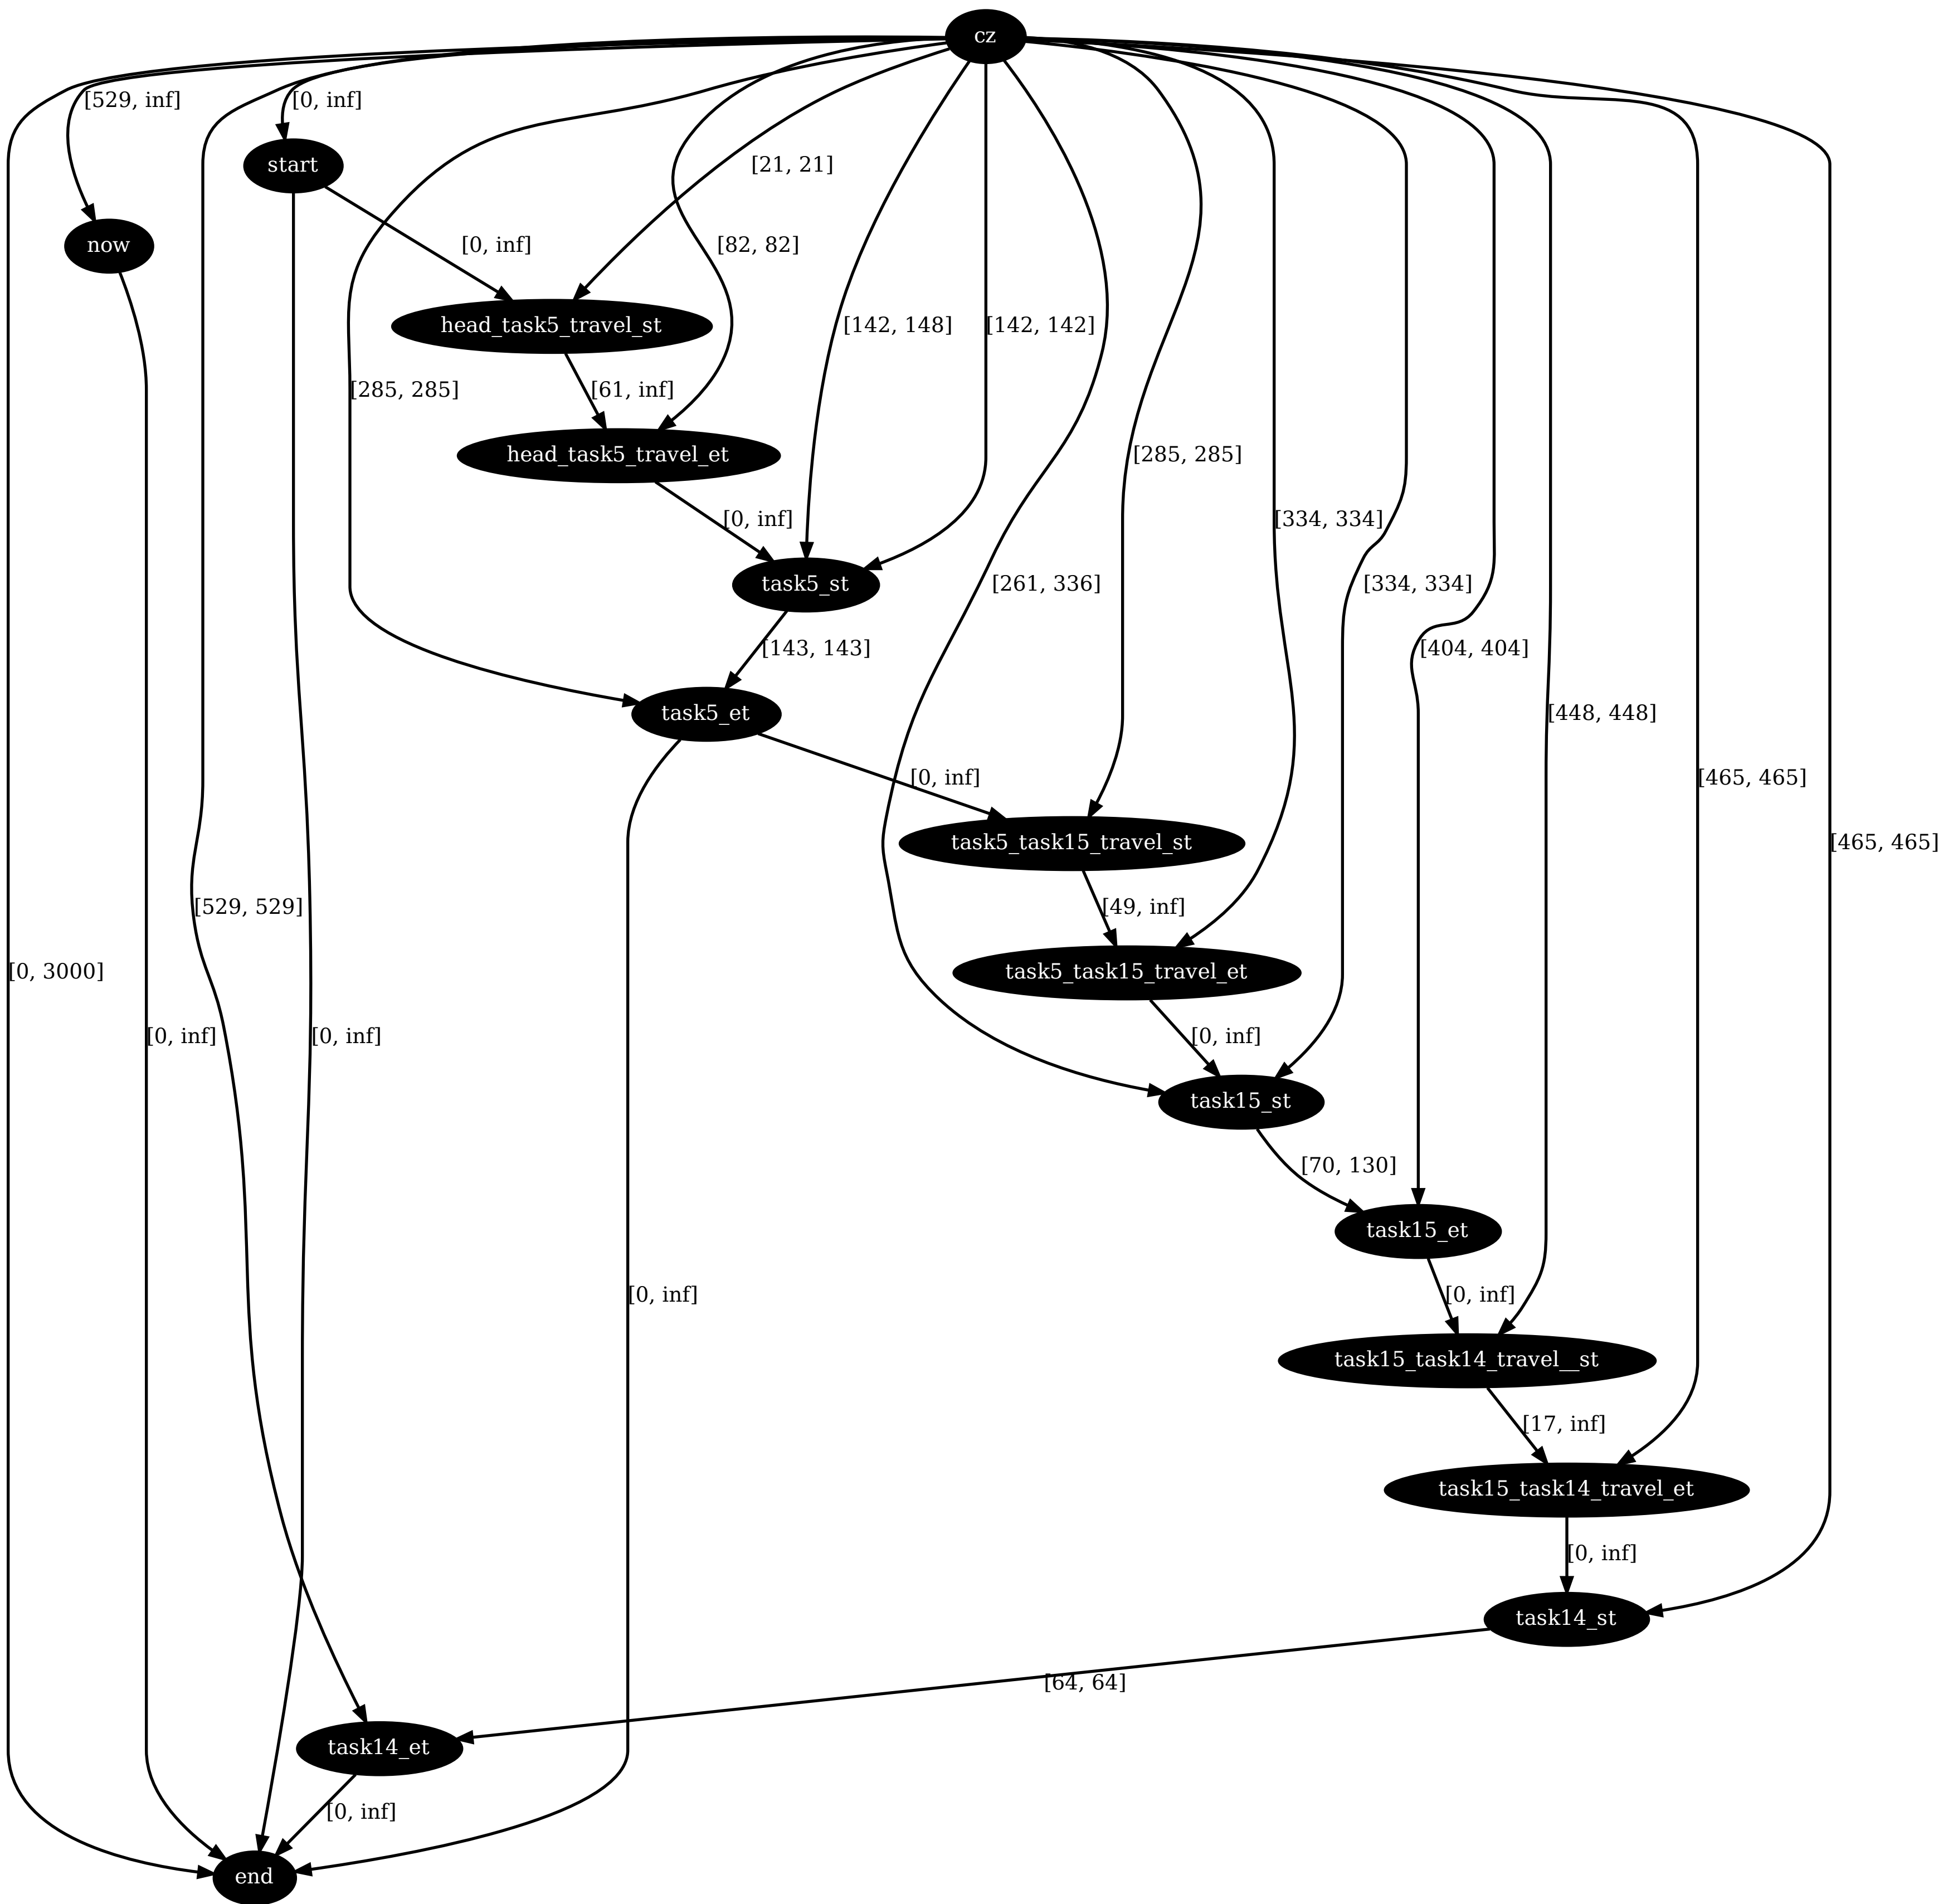 cz
[529, inf]
[0, inf]
start
[21, 21]
now
[0, inf]
[82, 82]
head_task5_travel_st
[142, 148]
[142, 142]
[285, 285]
[61, inf]
head_task5_travel_et
[285, 285]
[0, inf]
[334, 334]
task5_st
[261, 336]
[334, 334]
[143, 143]
[404, 404]
task5_et
[448, 448]
[0, inf]
[465, 465]
task5_task15_travel_st
[465, 465]
[529, 529]
[49, inf]
[0, 3000]
task5_task15_travel_et
[0, inf]
[0, inf]
[0, inf]
task15_st
[70, 130]
task15_et
[0, inf]
[0, inf]
task15_task14_travel__st
[17, inf]
task15_task14_travel_et
[0, inf]
task14_st
[64, 64]
task14_et
[0, inf]
end